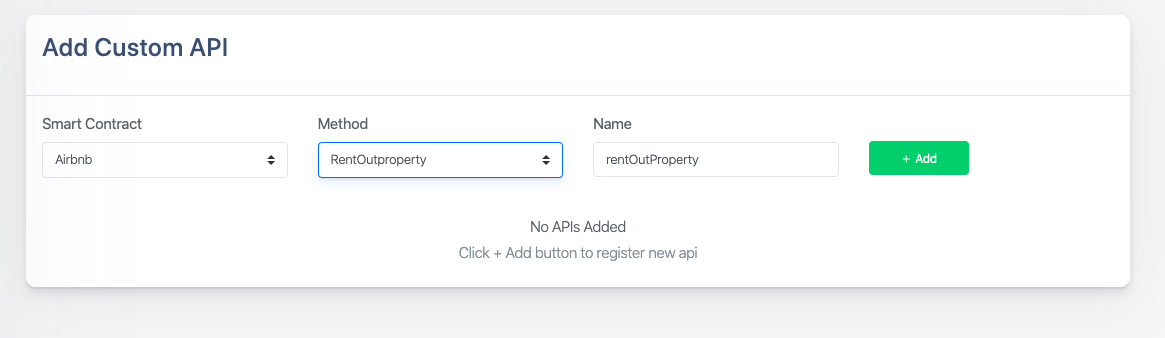 Add Custom API
Smart Contract
Method
Name
Airbnb
RentOutproperty
rentOutProperty
+ Add
No APIs Added
Click + Add button to register new api